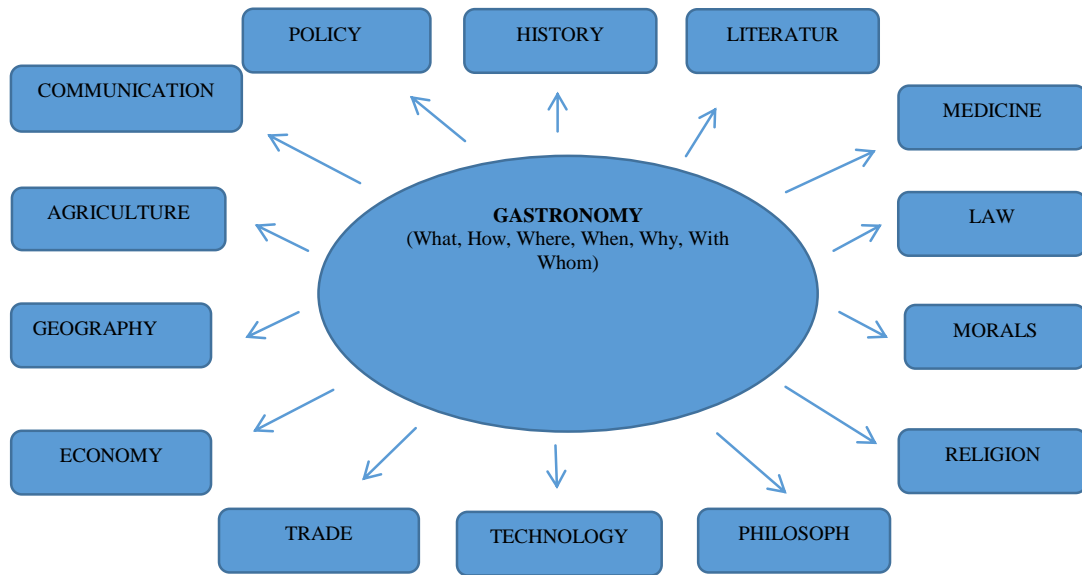 POLICY
HISTORY
LITERATUR
COMMUNICATION
MEDICINE
AGRICULTURE
GASTRONOMY
(What, How, Where, When, Why, With
Whom)
LAW
GEOGRAPHY
MORALS
ECONOMY
RELIGION
TRADE
TECHNOLOGY
PHILOSOPH